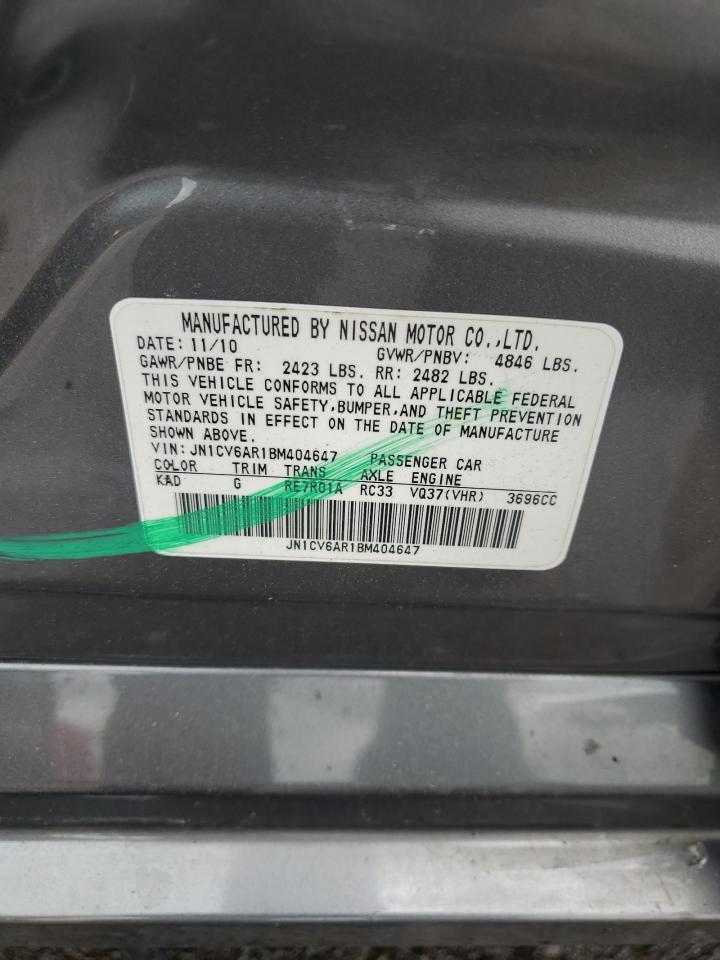 MANUFACTURED BY NISSAN MOTOR CO.,LTD.
DATE: 11/10 GVWR/PNBV: 4846 LBS.
GAWR/PNBE FR: 2423 LBS. RR: 2482 LBS.
THIS VEHICLE CONFORMS TO ALL APPLICABLE FEDERAL
MOTOR VEHICLE SAFETY,BUMPER,AND THEFT PREVENTION
STANDARDS IN EFFECT ON THE DATE OF MANUFACTURE
SHOWN ABOVE.
VIN: JN1CV6AR1BM404647 PASSENGER CAR
COLOR TRIM TRANS AXLE ENGINE
KAD G RE7R01A RC33 VQ37(VHR) 3696CC
JN1CV6AR1BM404647